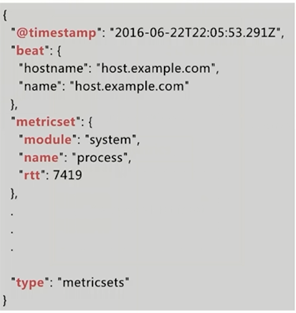 {
"@timestamp": "2016-06-22T22:05:53.291Z",
"beat": {
"hostname": "host.example.com",
"name": "host.example.com"
},
"metricset": {
"module": "system",
"name": "process",
"rtt": 7419
},
.
.
.
"type": "metricsets"
}